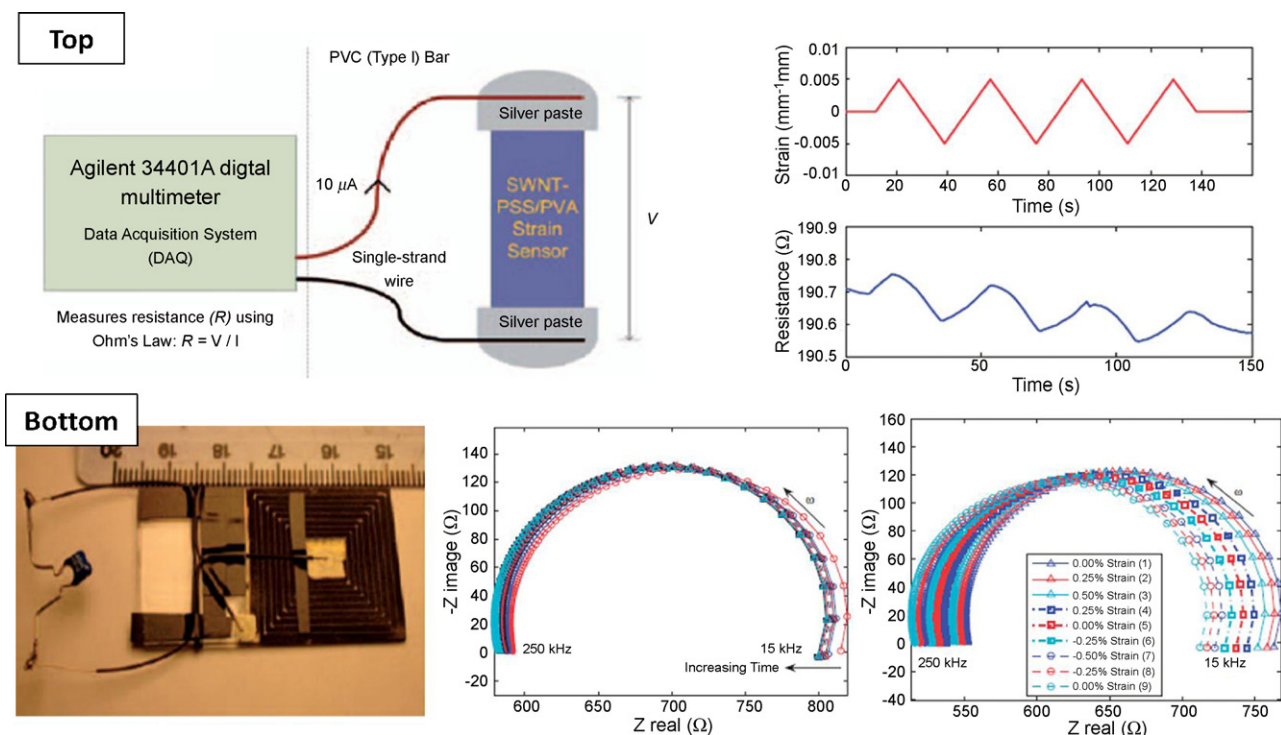 Top
PVC (Type I) Bar
Silver paste
Agilent 34401A digtal
multimeter
Data Acquisition System
(DAQ)
10 μA
SWNT-
PSS/PVA
Strain
Sensor
V
Single-strand
wire
Silver paste
Measures resistance (R) using
Ohm's Law: R = V / I
Strain (mm⁻¹mm)
0.01
0.005
0
-0.005
-0.01
0 20 40 60 80 100 120 140
Time (s)
Resistance (Ω)
190.9
190.8
190.7
190.6
190.5
0 50 100 150
Time (s)
Bottom
20 19 18 17 16 15
-Z image (Ω)
140
120
100
80
60
40
20
0
-20
ω
250 kHz
15 kHz
Increasing Time
600 650 700 750 800
Z real (Ω)
-Z image (Ω)
160
140
120
100
80
60
40
20
0
-20
-40
ω
0.00% Strain (1)
0.25% Strain (2)
0.50% Strain (3)
0.25% Strain (4)
0.00% Strain (5)
-0.25% Strain (6)
-0.50% Strain (7)
-0.25% Strain (8)
0.00% Strain (9)
250 kHz
15 kHz
550 600 650 700 750
Z real (Ω)